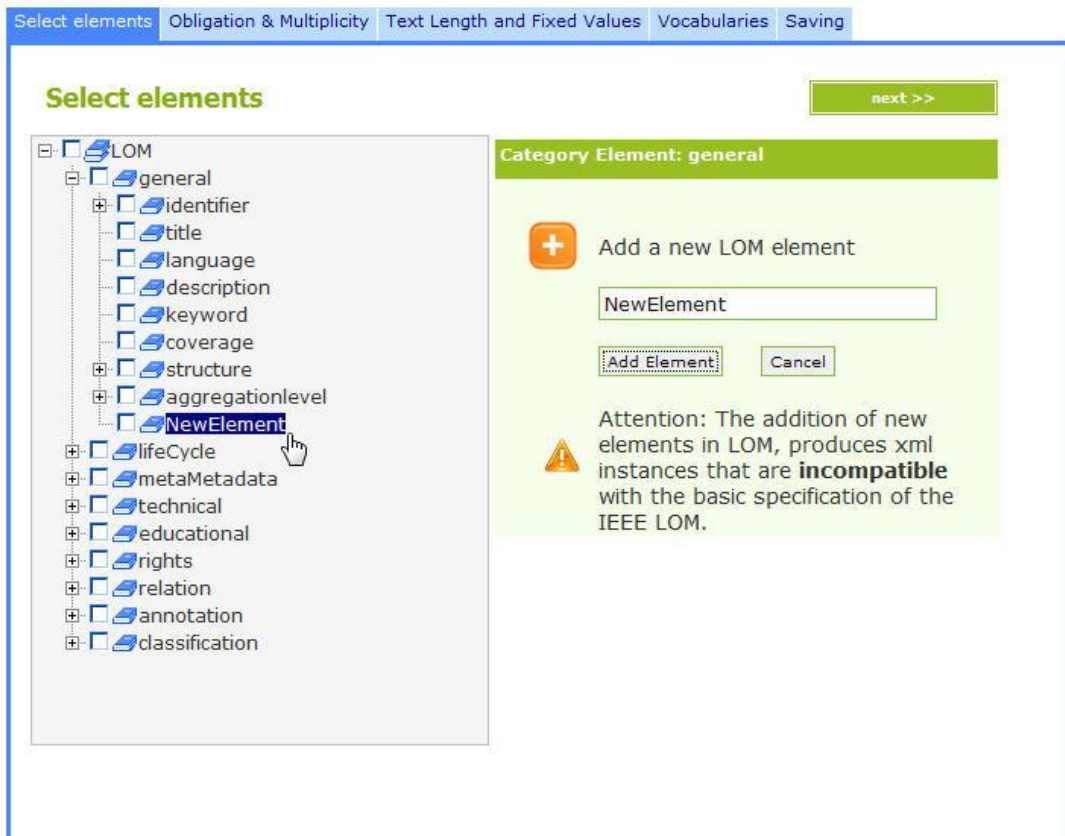 Select elements Obligation & Multiplicity Text Length and Fixed Values Vocabularies Saving
Select elements
next >>
LOM
general
identifier
title
language
description
keyword
coverage
structure
aggregationlevel
NewElement
lifeCycle
metaMetadata
technical
educational
rights
relation
annotation
classification
Category Element: general
Add a new LOM element
NewElement
Add Element Cancel
Attention: The addition of new
elements in LOM, produces xml
instances that are incompatible
with the basic specification of the
IEEE LOM.